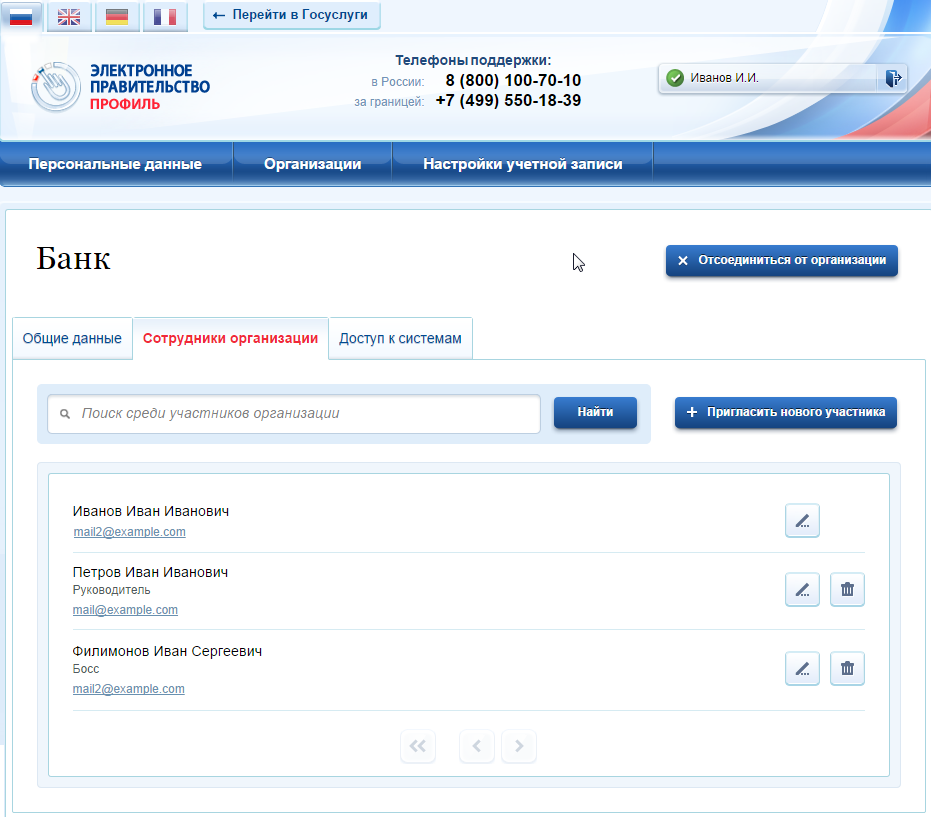 ← Перейти в Госуслуги
ЭЛЕКТРОННОЕ
ПРАВИТЕЛЬСТВО
ПРОФИЛЬ
Телефоны поддержки:
в России: 8 (800) 100-70-10
за границей: +7 (499) 550-18-39
Иванов И.И.
Персональные данные
Организации
Настройки учетной записи
Банк
Отсоединиться от организации
Общие данные
Сотрудники организации
Доступ к системам
Поиск среди участников организации
Найти
+ Пригласить нового участника
Иванов Иван Иванович
mail2@example.com
Петров Иван Иванович
Руководитель
mail@example.com
Филимонов Иван Сергеевич
Босс
mail2@example.com